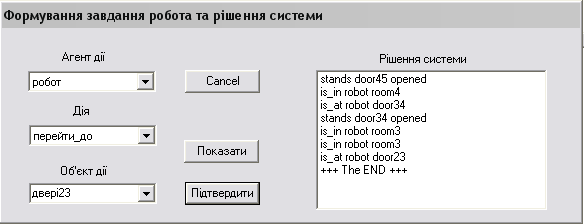 Формування завдання робота та рішення системи
Агент дії
робот
Cancel
Дія
перейти_до
Показати
Об'єкт дії
двері23
Підтвердити
Рішення системи
stands door45 opened
is_in robot room4
is_at robot door34
stands door34 opened
is_in robot room3
is_in robot room3
is_at robot door23
+++ The END +++